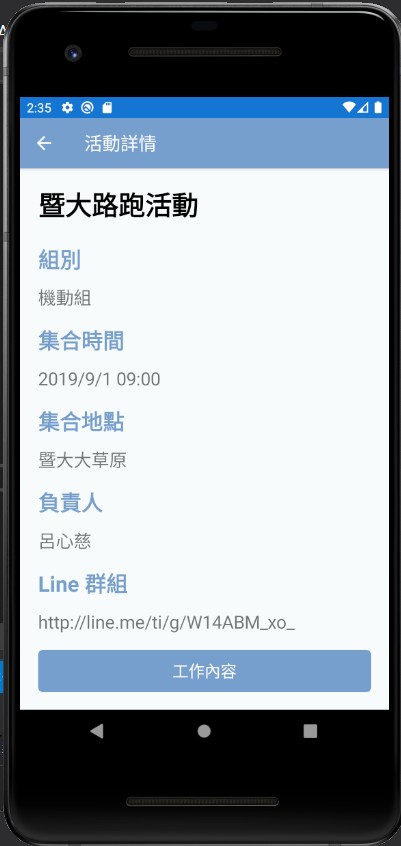 2:35
活動詳情
暨大路跑活動
組別
機動組
集合時間
2019/9/1 09:00
集合地點
暨大大草原
負責人
呂心慈
Line 群組
http://line.me/ti/g/W14ABM_xo_
工作內容